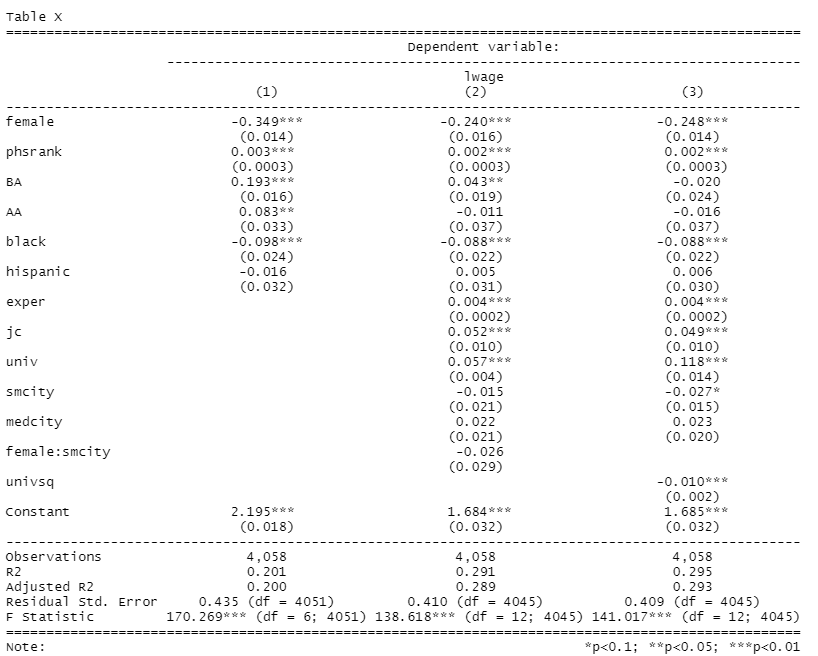 Table X
Dependent variable:
lwage
(1) (2) (3)
female -0.349*** -0.240*** -0.248***
(0.014) (0.016) (0.014)
phsrank 0.003*** 0.002*** 0.002***
(0.0003) (0.0003) (0.0003)
BA 0.193*** 0.043** -0.020
(0.016) (0.019) (0.024)
AA 0.083** -0.011 -0.016
(0.033) (0.037) (0.037)
black -0.098*** -0.088*** -0.088***
(0.024) (0.022) (0.022)
hispanic -0.016 0.005 0.006
(0.032) (0.031) (0.030)
exper 0.004*** 0.004***
(0.0002) (0.0002)
jc 0.052*** 0.049***
(0.010) (0.010)
univ 0.057*** 0.118***
(0.004) (0.014)
smcity -0.015 -0.027*
(0.021) (0.015)
medcity 0.022 0.023
(0.021) (0.020)
female:smcity -0.026
(0.029)
univsq -0.010***
(0.002)
Constant 2.195*** 1.684*** 1.685***
(0.018) (0.032) (0.032)
Observations 4,058 4,058 4,058
R2 0.201 0.291 0.295
Adjusted R2 0.200 0.289 0.293
Residual Std. Error 0.435 (df = 4051) 0.410 (df = 4045) 0.409 (df = 4045)
F Statistic 170.269*** (df = 6; 4051) 138.618*** (df = 12; 4045) 141.017*** (df = 12; 4045)
Note: *p<0.1; **p<0.05; ***p<0.01